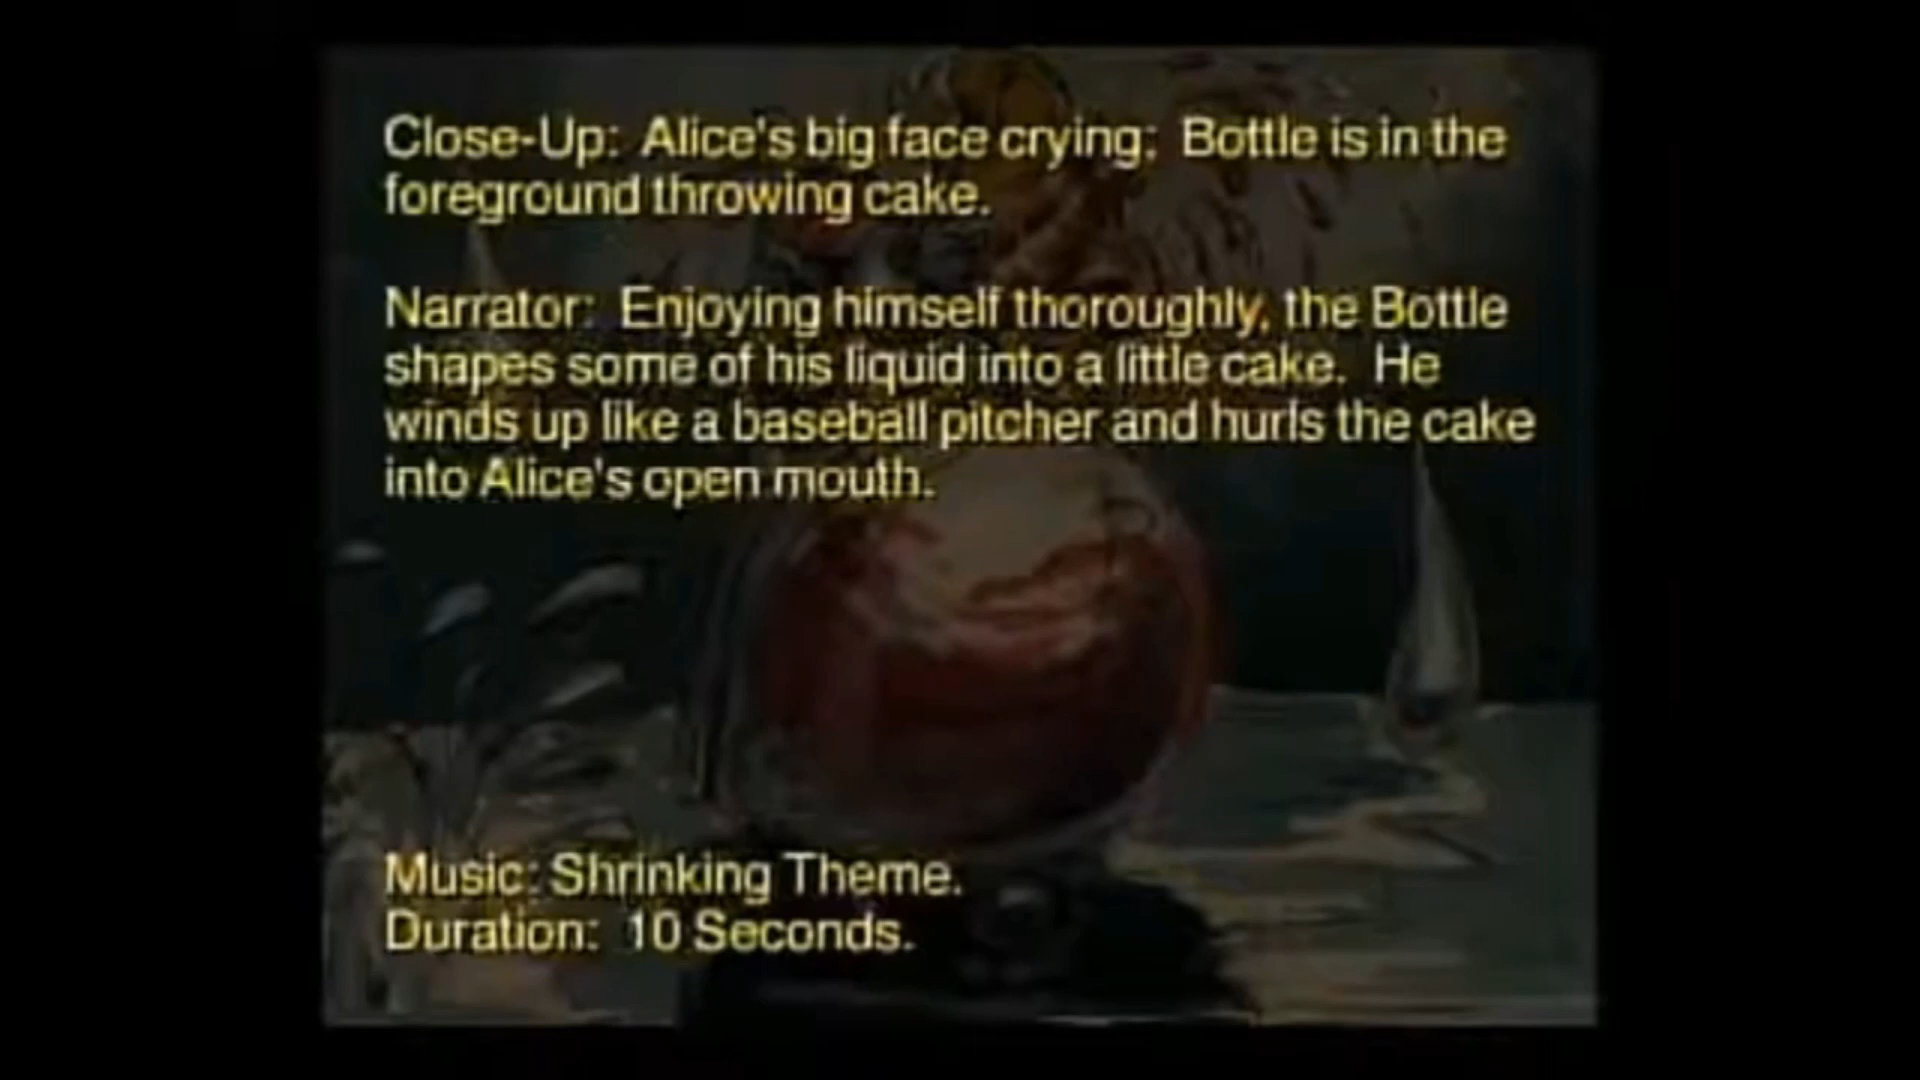 Close-Up:  Alice's big face crying;  Bottle is in the
foreground throwing cake.
Narrator:  Enjoying himself thoroughly, the Bottle
shapes some of his liquid into a little cake.  He
winds up like a baseball pitcher and hurls the cake
into Alice's open mouth.
Music: Shrinking Theme.
Duration:  10 Seconds.